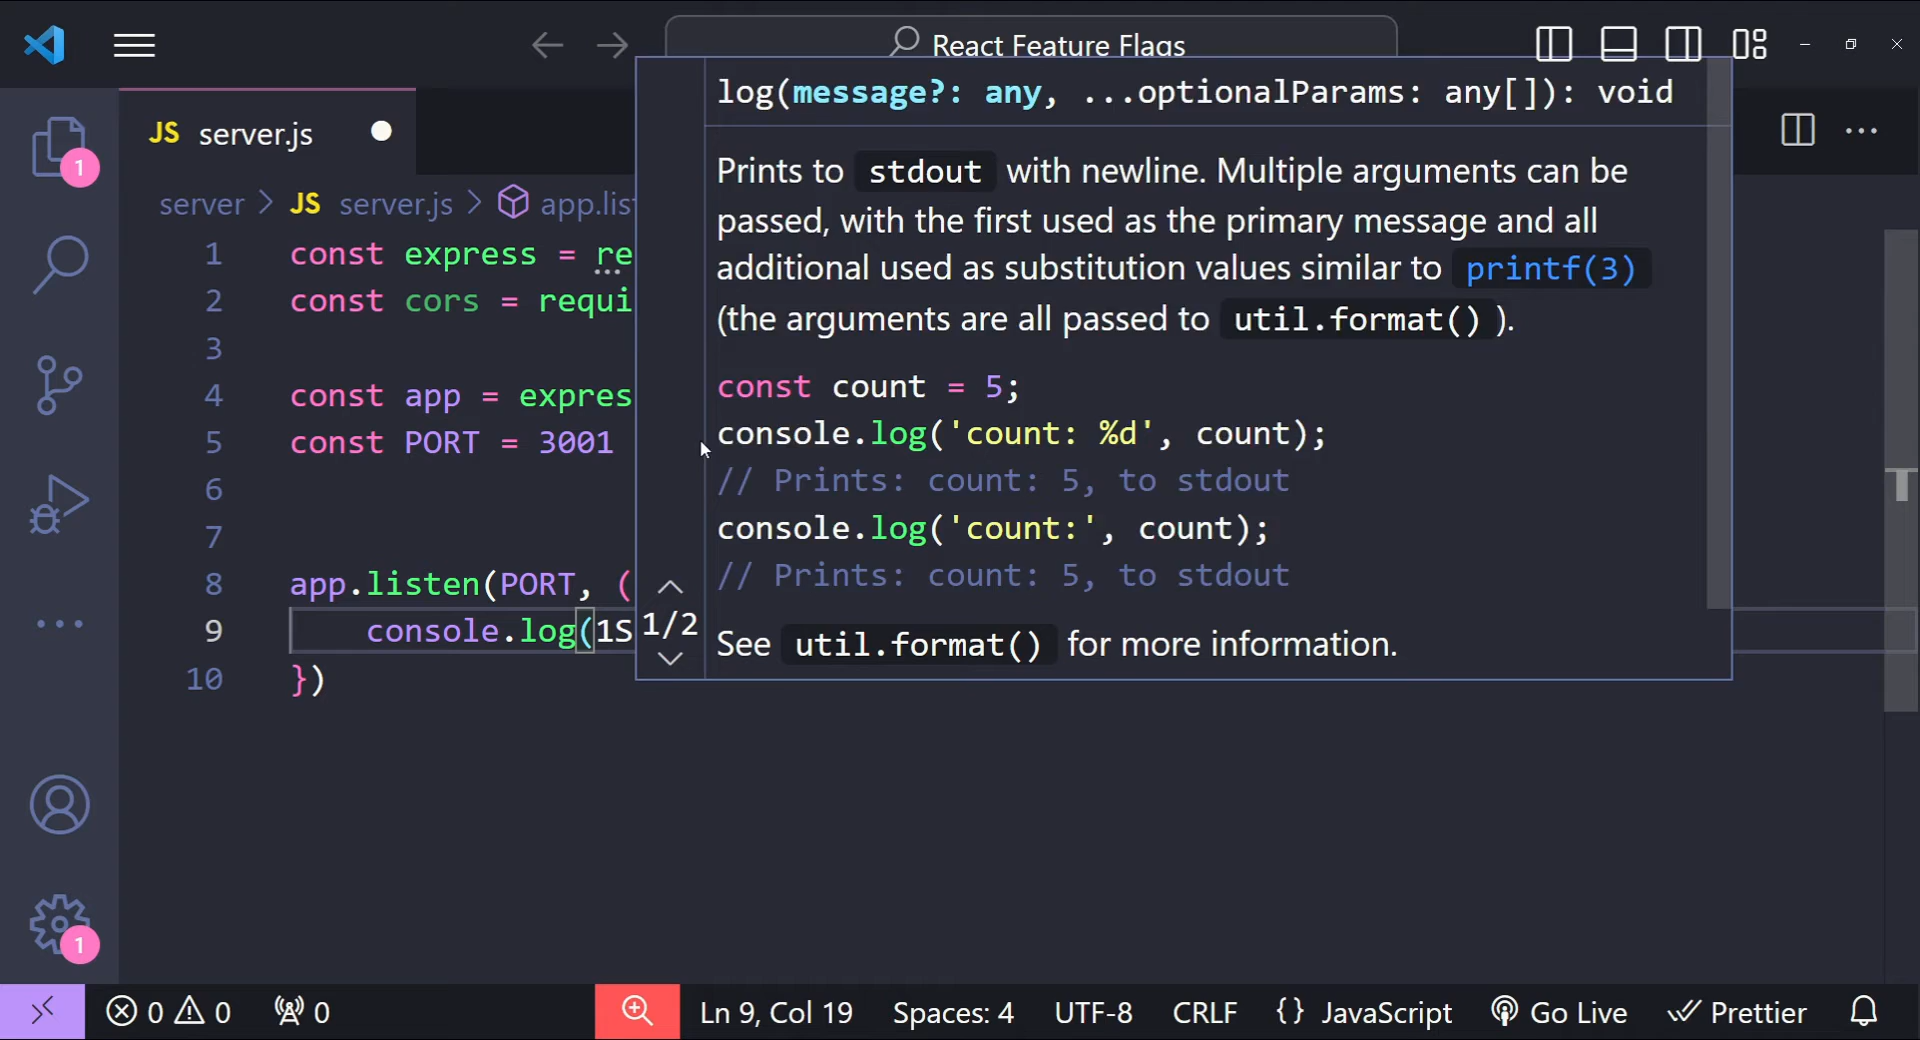 React Feature Flags
JS server.js
server > JS server.js > app.list
1 const express = re
2 const cors = requi
3
4 const app = expres
5 const PORT = 3001
6
7
8 app.listen(PORT, (
9 console.log(1S
10 })
log(message?: any, ...optionalParams: any[]): void
Prints to stdout with newline. Multiple arguments can be
passed, with the first used as the primary message and all
additional used as substitution values similar to printf(3)
(the arguments are all passed to util.format()).
const count = 5;
console.log('count: %d', count);
// Prints: count: 5, to stdout
console.log('count:', count);
// Prints: count: 5, to stdout
See util.format() for more information.
1/2
1
1
0 0 0
Ln 9, Col 19 Spaces: 4 UTF-8 CRLF {} JavaScript Go Live Prettier